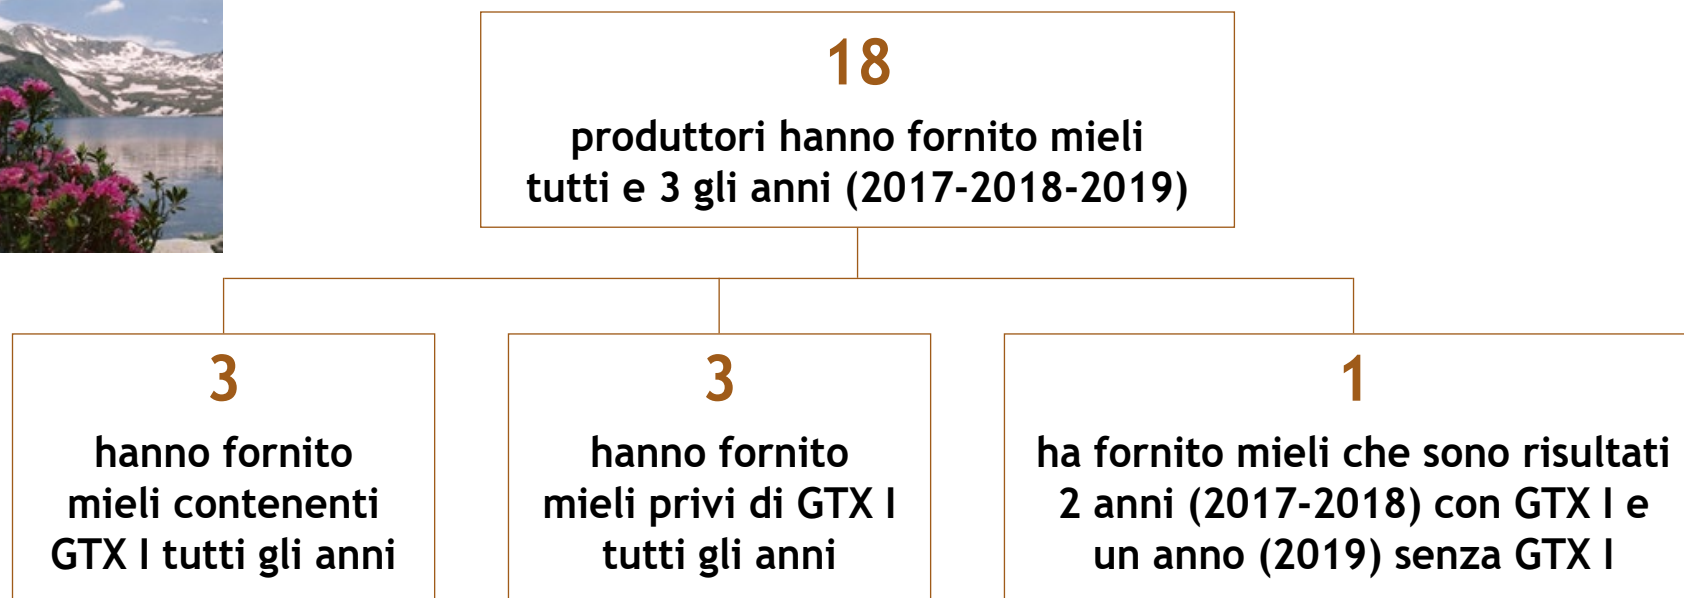 18
produttori hanno fornito mieli
tutti e 3 gli anni (2017-2018-2019)
3
hanno fornito
mieli contenenti
GTX I tutti gli anni
3
hanno fornito
mieli privi di GTX I
tutti gli anni
1
ha fornito mieli che sono risultati
2 anni (2017-2018) con GTX I e
un anno (2019) senza GTX I